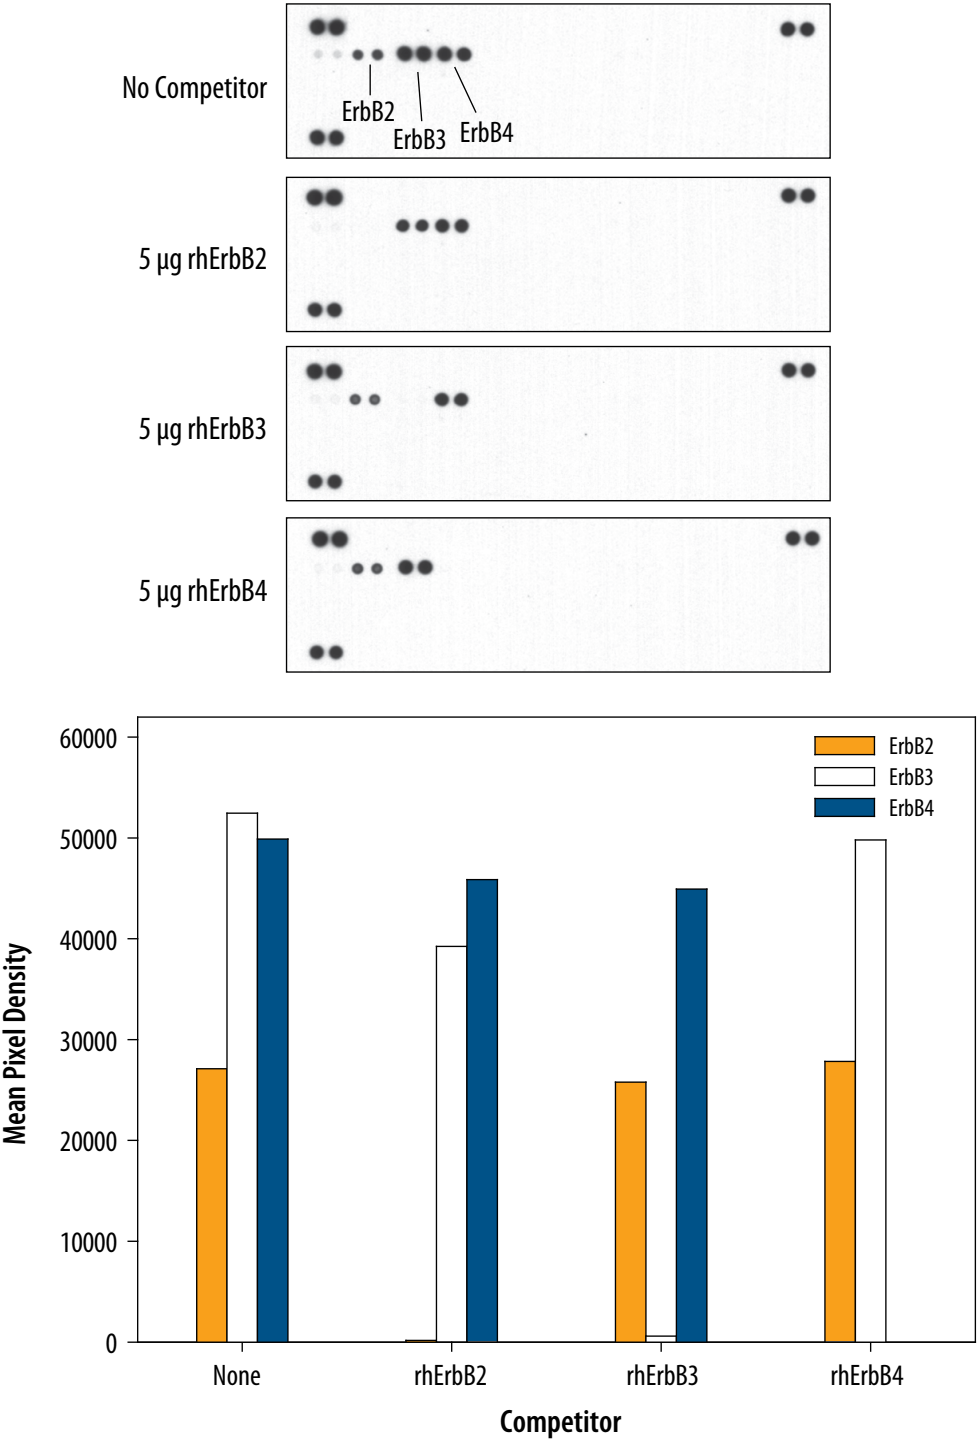 No Competitor
ErbB2
ErbB3
ErbB4
5 µg rhErbB2
5 µg rhErbB3
5 µg rhErbB4
60000
50000
40000
30000
20000
10000
0
Mean Pixel Density
ErbB2
ErbB3
ErbB4
None
rhErbB2
rhErbB3
rhErbB4
Competitor